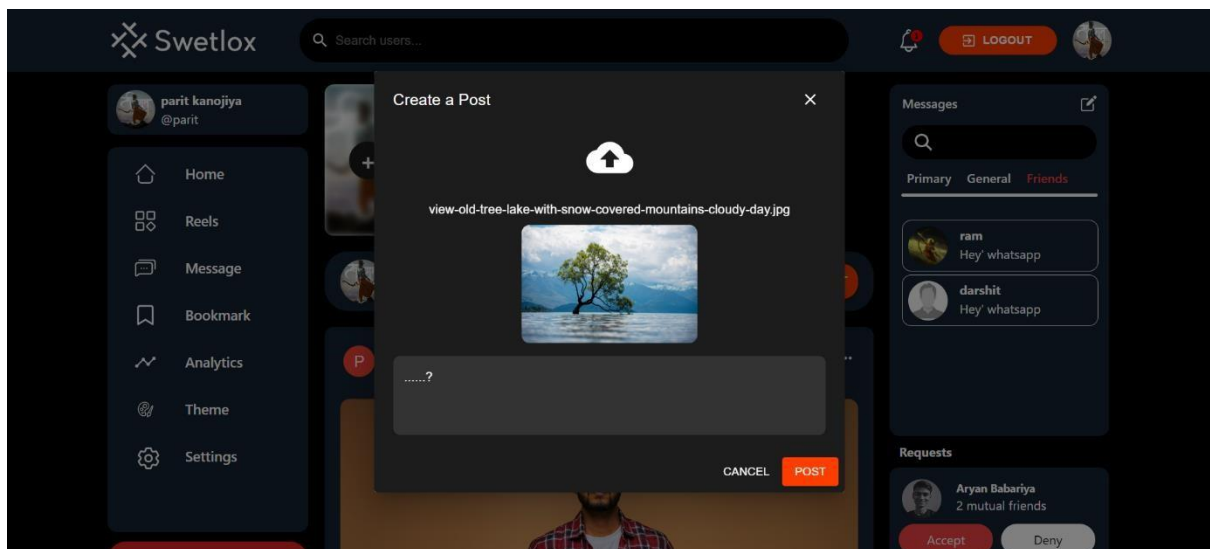 Swetlox
Search users...
LOGOUT
parit kanojiya
@parit
Home
Reels
Message
Bookmark
Analytics
Theme
Settings
+
Create a Post
view-old-tree-lake-with-snow-covered-mountains-cloudy-day.jpg
......?
CANCEL
POST
P
Messages
Primary General Friends
ram
Hey' whatsapp
darshit
Hey' whatsapp
Requests
Aryan Babariya
2 mutual friends
Accept Deny